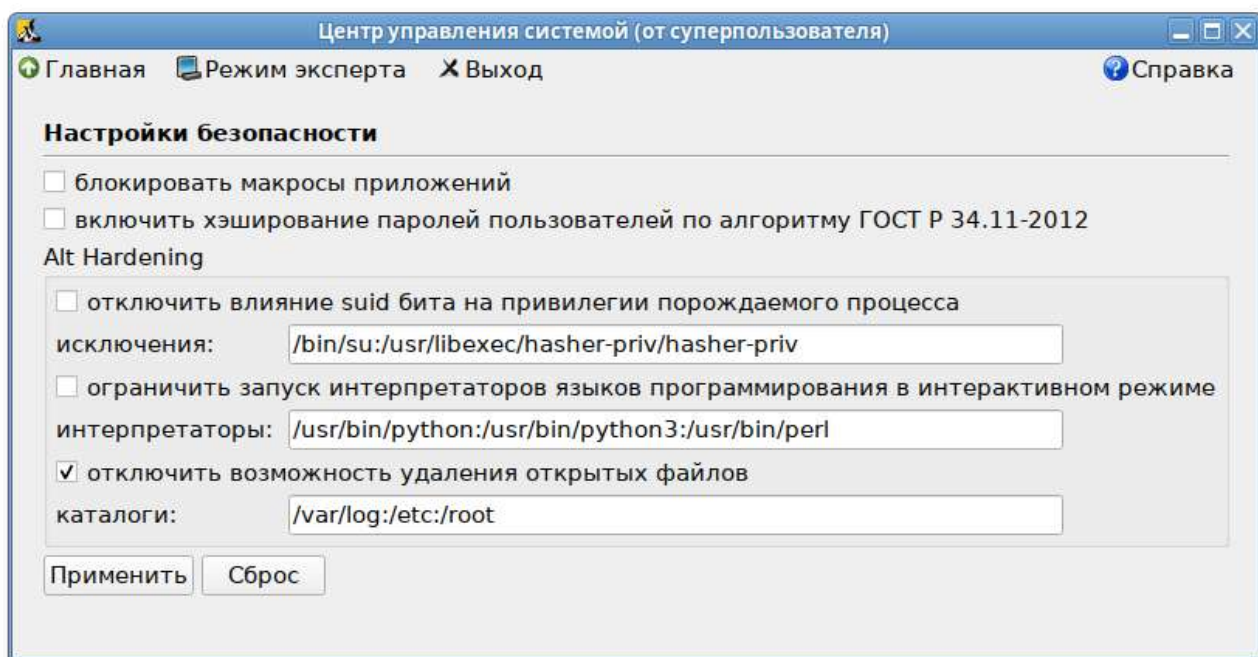 Центр управления системой (от суперпользователя)
Главная Режим эксперта Выход Справка
Настройки безопасности
блокировать макросы приложений
включить хэширование паролей пользователей по алгоритму ГОСТ Р 34.11-2012
Alt Hardening
отключить влияние suid бита на привилегии порождаемого процесса
исключения: /bin/su:/usr/libexec/hasher-priv/hasher-priv
ограничить запуск интерпретаторов языков программирования в интерактивном режиме
интерпретаторы: /usr/bin/python:/usr/bin/python3:/usr/bin/perl
отключить возможность удаления открытых файлов
каталоги: /var/log:/etc:/root
Применить Сброс